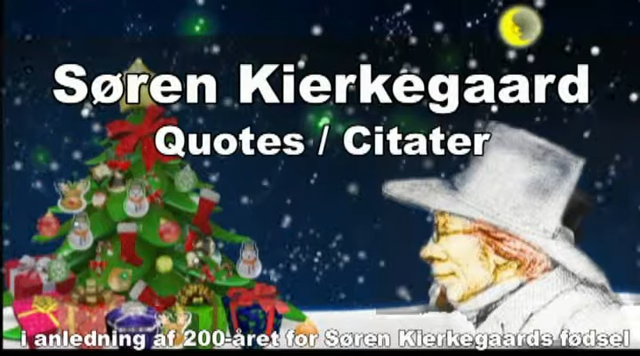 Søren Kierkegaard
Quotes / Citater
i anledning af 200-året for Søren Kierkegaards fødsel